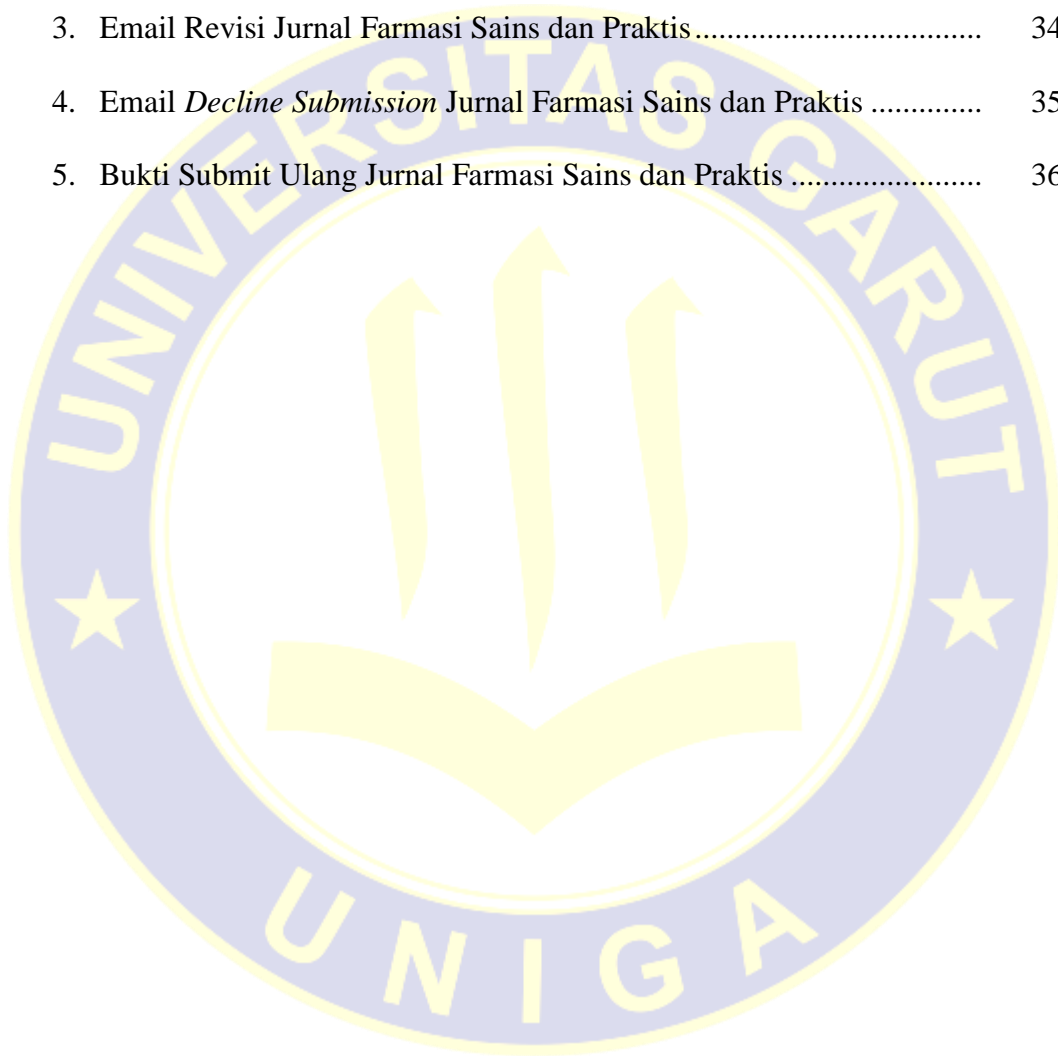 3. Email Revisi Jurnal Farmasi Sains dan Praktis.................................... 34
4. Email Decline Submission Jurnal Farmasi Sains dan Praktis .............. 35
5. Bukti Submit Ulang Jurnal Farmasi Sains dan Praktis ........................ 36
UNIVERSITAS GARUT
UNIGA